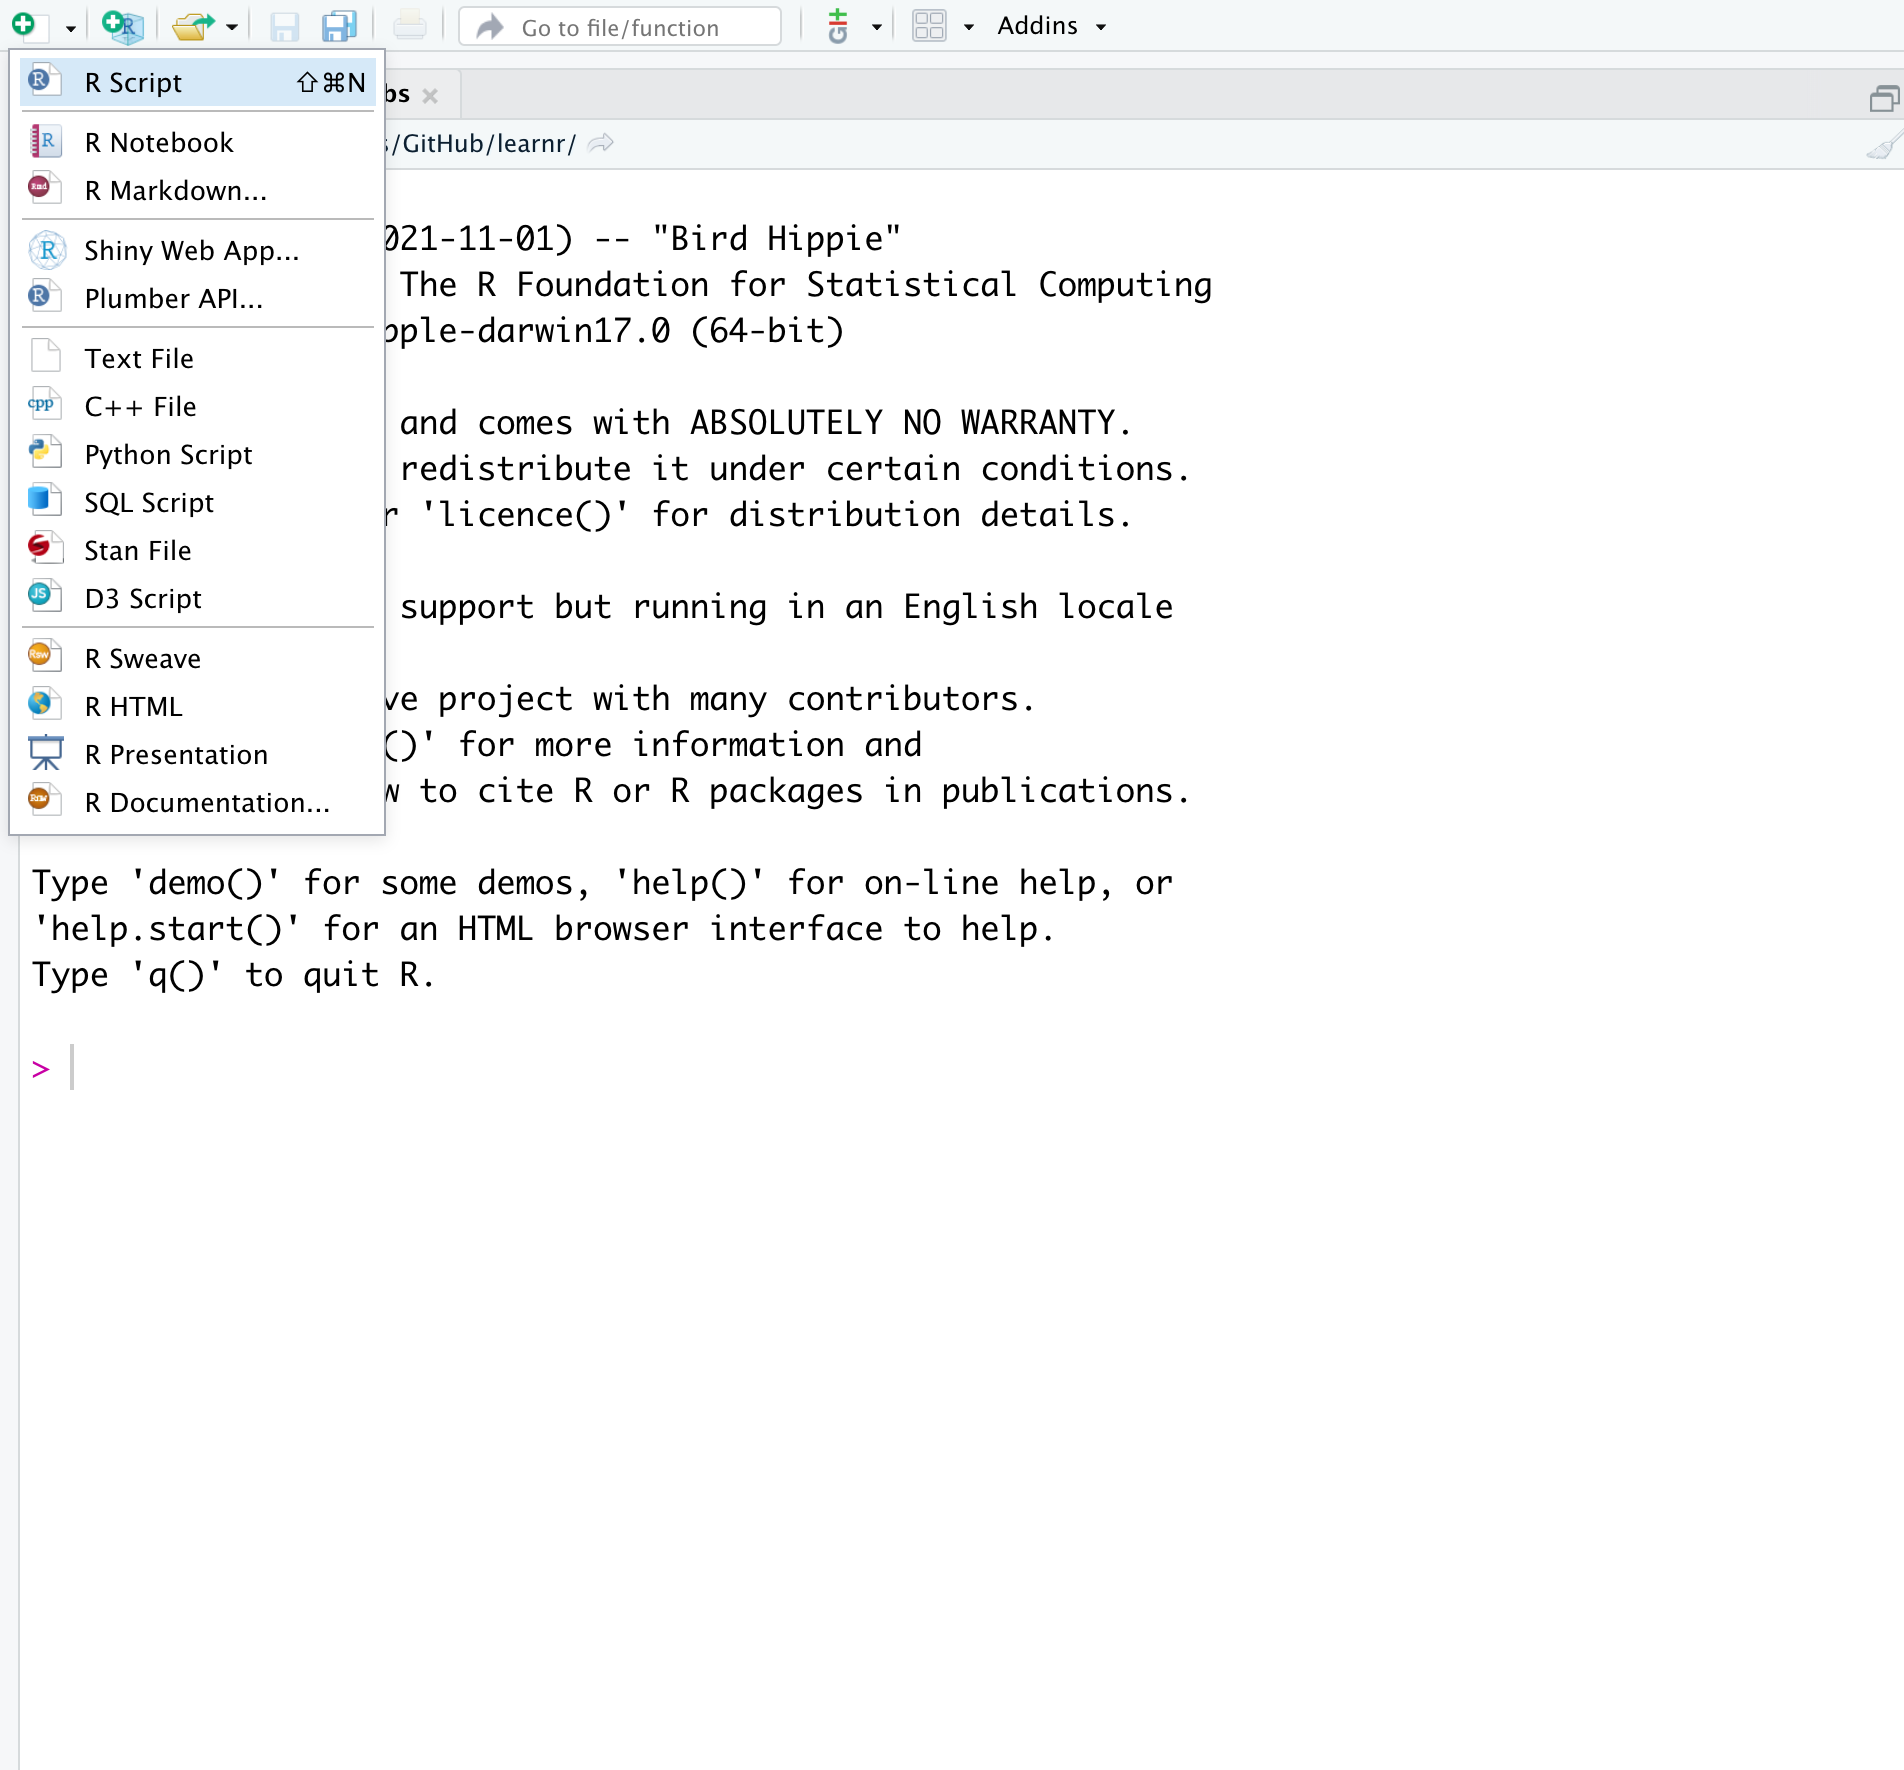 Go to file/function
Addins
R Script ⇧⌘N
R Notebook
R Markdown...
Shiny Web App...
Plumber API...
Text File
C++ File
Python Script
SQL Script
Stan File
D3 Script
R Sweave
R HTML
R Presentation
R Documentation...
bs
/GitHub/learnr/
021-11-01) -- "Bird Hippie"
The R Foundation for Statistical Computing
pple-darwin17.0 (64-bit)
and comes with ABSOLUTELY NO WARRANTY.
redistribute it under certain conditions.
r 'licence()' for distribution details.
support but running in an English locale
ve project with many contributors.
()' for more information and
w to cite R or R packages in publications.
Type 'demo()' for some demos, 'help()' for on-line help, or
'help.start()' for an HTML browser interface to help.
Type 'q()' to quit R.
>